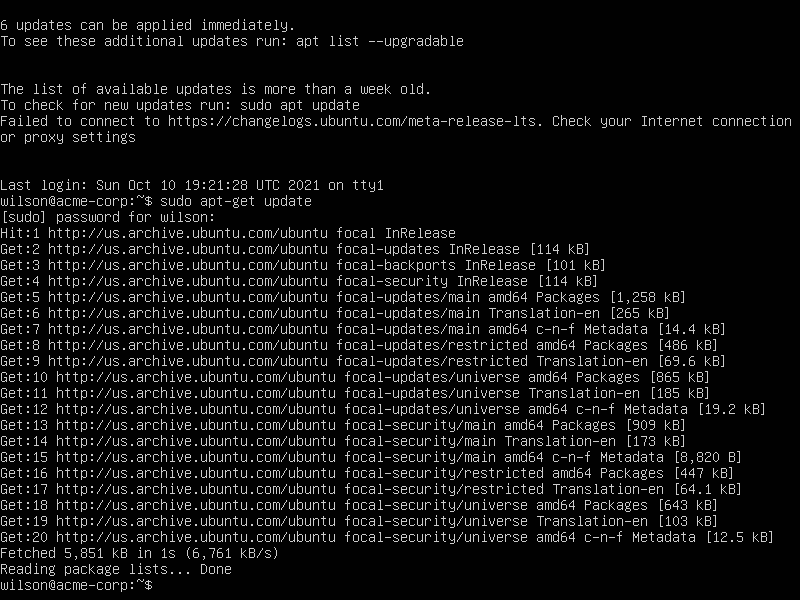 6 updates can be applied immediately.
To see these additional updates run: apt list --upgradable
The list of available updates is more than a week old.
To check for new updates run: sudo apt update
Failed to connect to https://changelogs.ubuntu.com/meta-release-lts. Check your Internet connection
or proxy settings
Last login: Sun Oct 10 19:21:28 UTC 2021 on tty1
wilson@acme-corp:~$ sudo apt-get update
[sudo] password for wilson:
Hit:1 http://us.archive.ubuntu.com/ubuntu focal InRelease
Get:2 http://us.archive.ubuntu.com/ubuntu focal-updates InRelease [114 kB]
Get:3 http://us.archive.ubuntu.com/ubuntu focal-backports InRelease [101 kB]
Get:4 http://us.archive.ubuntu.com/ubuntu focal-security InRelease [114 kB]
Get:5 http://us.archive.ubuntu.com/ubuntu focal-updates/main amd64 Packages [1,258 kB]
Get:6 http://us.archive.ubuntu.com/ubuntu focal-updates/main Translation-en [265 kB]
Get:7 http://us.archive.ubuntu.com/ubuntu focal-updates/main amd64 c-n-f Metadata [14.4 kB]
Get:8 http://us.archive.ubuntu.com/ubuntu focal-updates/restricted amd64 Packages [486 kB]
Get:9 http://us.archive.ubuntu.com/ubuntu focal-updates/restricted Translation-en [69.6 kB]
Get:10 http://us.archive.ubuntu.com/ubuntu focal-updates/universe amd64 Packages [865 kB]
Get:11 http://us.archive.ubuntu.com/ubuntu focal-updates/universe Translation-en [185 kB]
Get:12 http://us.archive.ubuntu.com/ubuntu focal-updates/universe amd64 c-n-f Metadata [19.2 kB]
Get:13 http://us.archive.ubuntu.com/ubuntu focal-security/main amd64 Packages [909 kB]
Get:14 http://us.archive.ubuntu.com/ubuntu focal-security/main Translation-en [173 kB]
Get:15 http://us.archive.ubuntu.com/ubuntu focal-security/main amd64 c-n-f Metadata [8,820 B]
Get:16 http://us.archive.ubuntu.com/ubuntu focal-security/restricted amd64 Packages [447 kB]
Get:17 http://us.archive.ubuntu.com/ubuntu focal-security/restricted Translation-en [64.1 kB]
Get:18 http://us.archive.ubuntu.com/ubuntu focal-security/universe amd64 Packages [643 kB]
Get:19 http://us.archive.ubuntu.com/ubuntu focal-security/universe Translation-en [103 kB]
Get:20 http://us.archive.ubuntu.com/ubuntu focal-security/universe amd64 c-n-f Metadata [12.5 kB]
Fetched 5,851 kB in 1s (6,761 kB/s)
Reading package lists... Done
wilson@acme-corp:~$